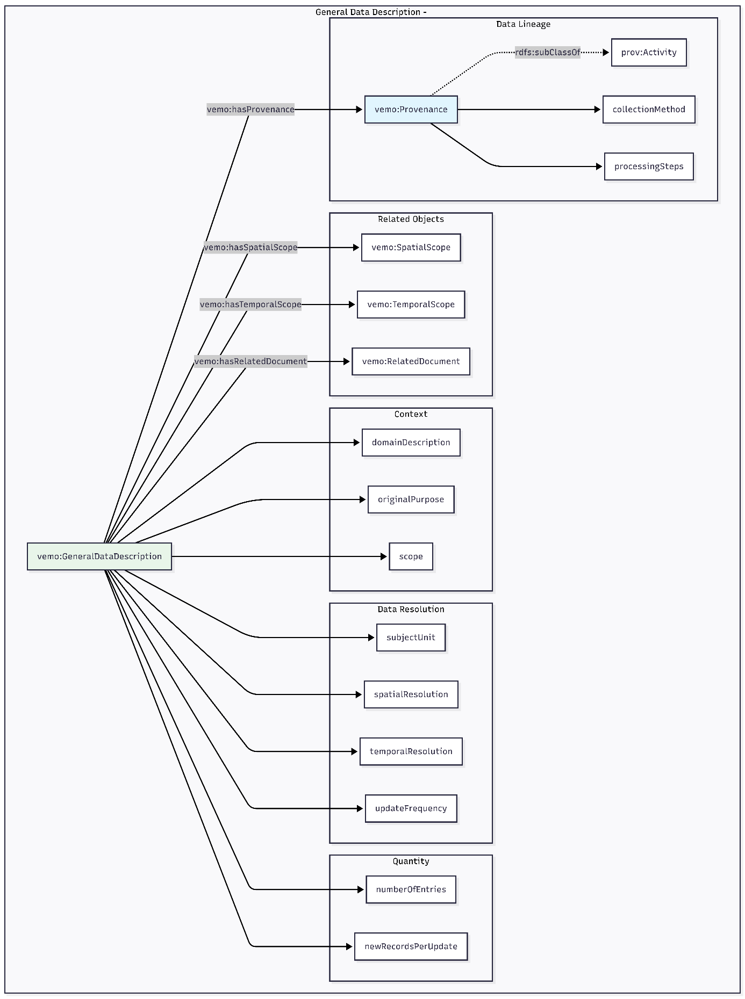 General Data Description -
Data Lineage
rdfs:subClassOf
prov:Activity
vemo:hasProvenance
vemo:Provenance
collectionMethod
processingSteps
Related Objects
vemo:hasSpatialScope
vemo:SpatialScope
vemo:hasTemporalScope
vemo:TemporalScope
vemo:hasRelatedDocument
vemo:RelatedDocument
Context
domainDescription
originalPurpose
vemo:GeneralDataDescription
scope
Data Resolution
subjectUnit
spatialResolution
temporalResolution
updateFrequency
Quantity
numberOfEntries
newRecordsPerUpdate